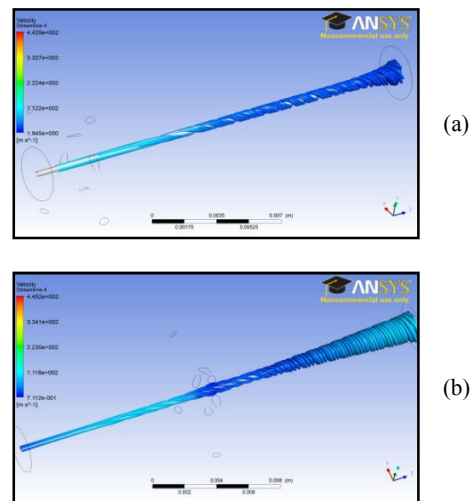 Velocity
Streamline 4
4.429e+002
3.327e+002
2.224e+002
1.122e+002
1.945e+000
[m s^-1]
ANSYS
Noncommercial use only
0
0.0035
0.007
(m)
0.00175
0.00525
(a)
Velocity
Streamline 4
4.452e+002
3.341e+002
2.230e+002
1.118e+002
7.112e-001
[m s^-1]
ANSYS
Noncommercial use only
0
0.004
0.008
(m)
0.002
0.006
(b)